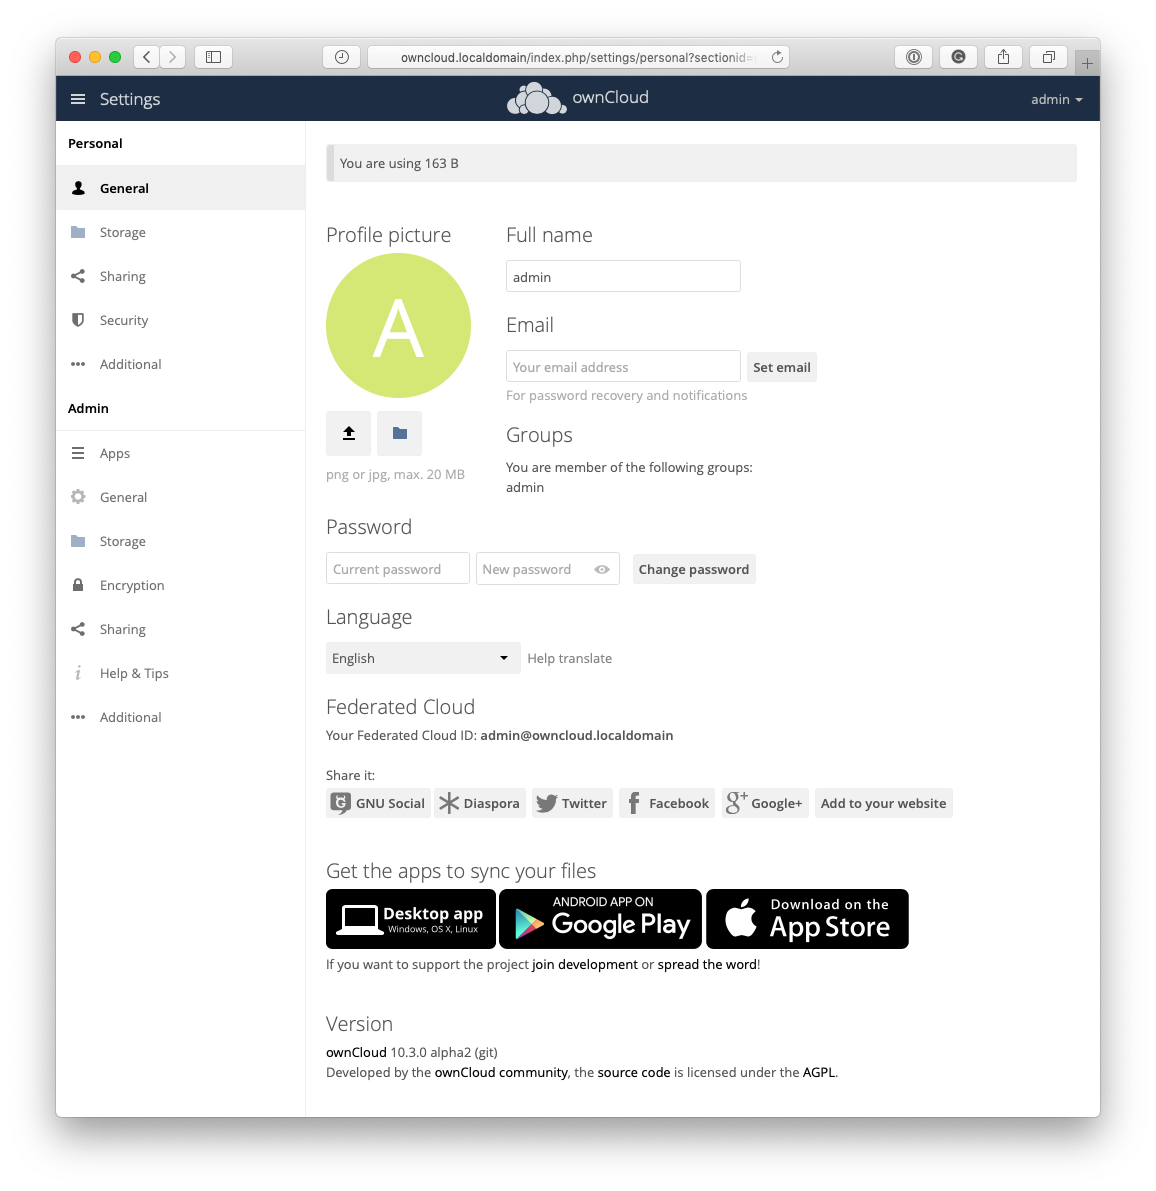 owncloud.localdomain/index.php/settings/personal?sectionid=
Settings
ownCloud
admin
Personal
General
Storage
Sharing
Security
Additional
Admin
Apps
General
Storage
Encryption
Sharing
Help & Tips
Additional
You are using 163 B
Profile picture
A
png or jpg, max. 20 MB
Full name
admin
Email
Your email address
Set email
For password recovery and notifications
Groups
You are member of the following groups:
admin
Password
Current password
New password
Change password
Language
English
Help translate
Federated Cloud
Your Federated Cloud ID: admin@owncloud.localdomain
Share it:
GNU Social
Diaspora
Twitter
Facebook
Google+
Add to your website
Get the apps to sync your files
Desktop app
Windows, OS X, Linux
ANDROID APP ON
Google Play
Download on the
App Store
If you want to support the project join development or spread the word!
Version
ownCloud 10.3.0 alpha2 (git)
Developed by the ownCloud community, the source code is licensed under the AGPL.